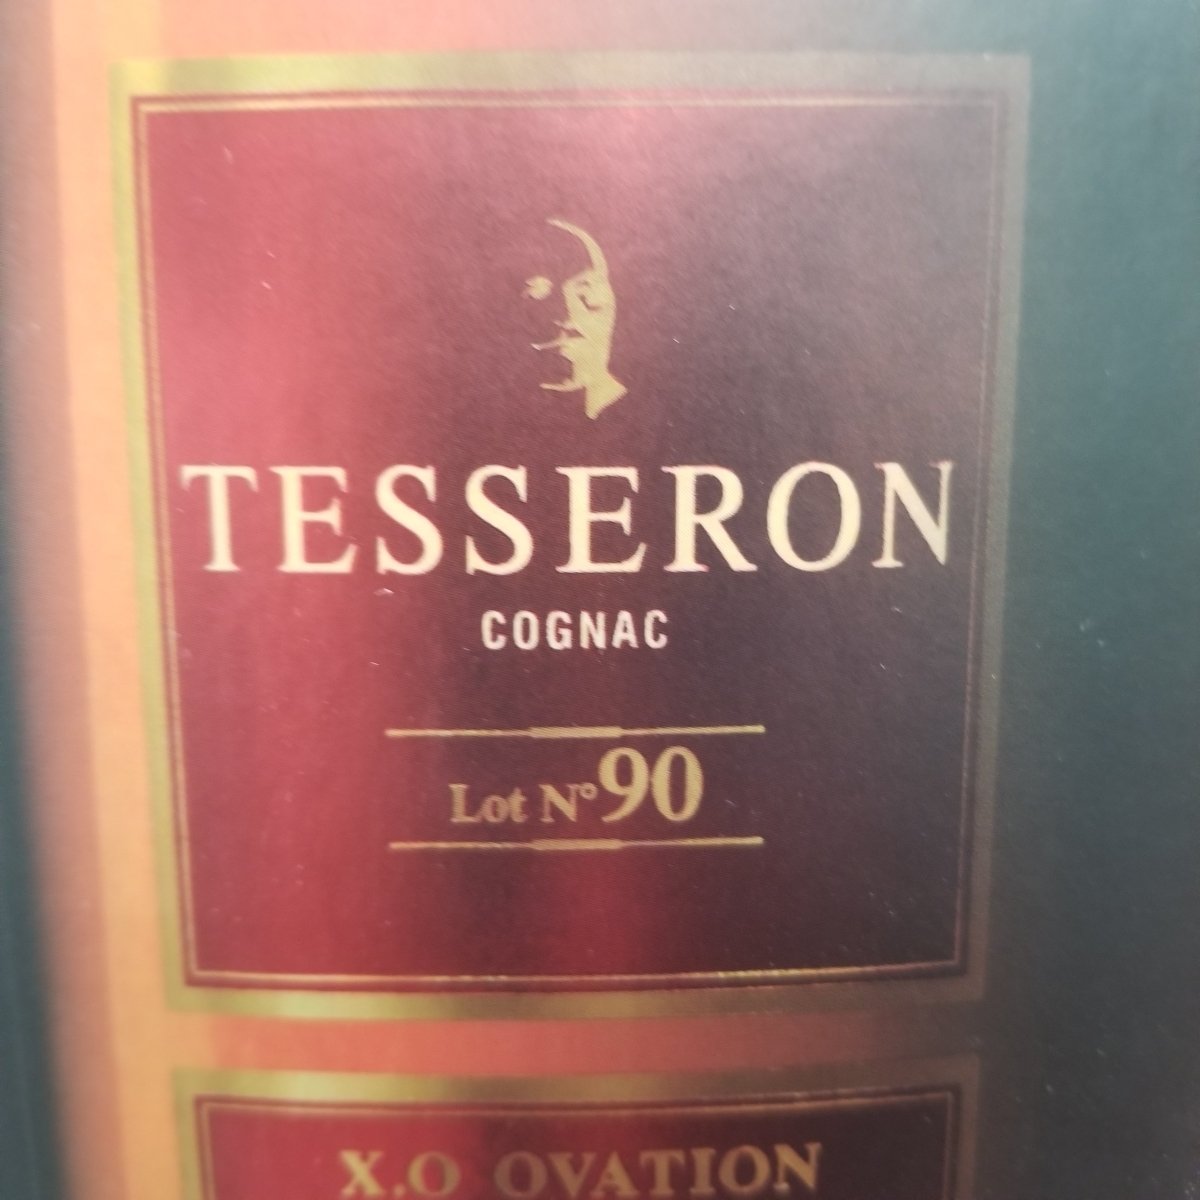 TESSERON
COGNAC
Lot N°90
X.O OVATION